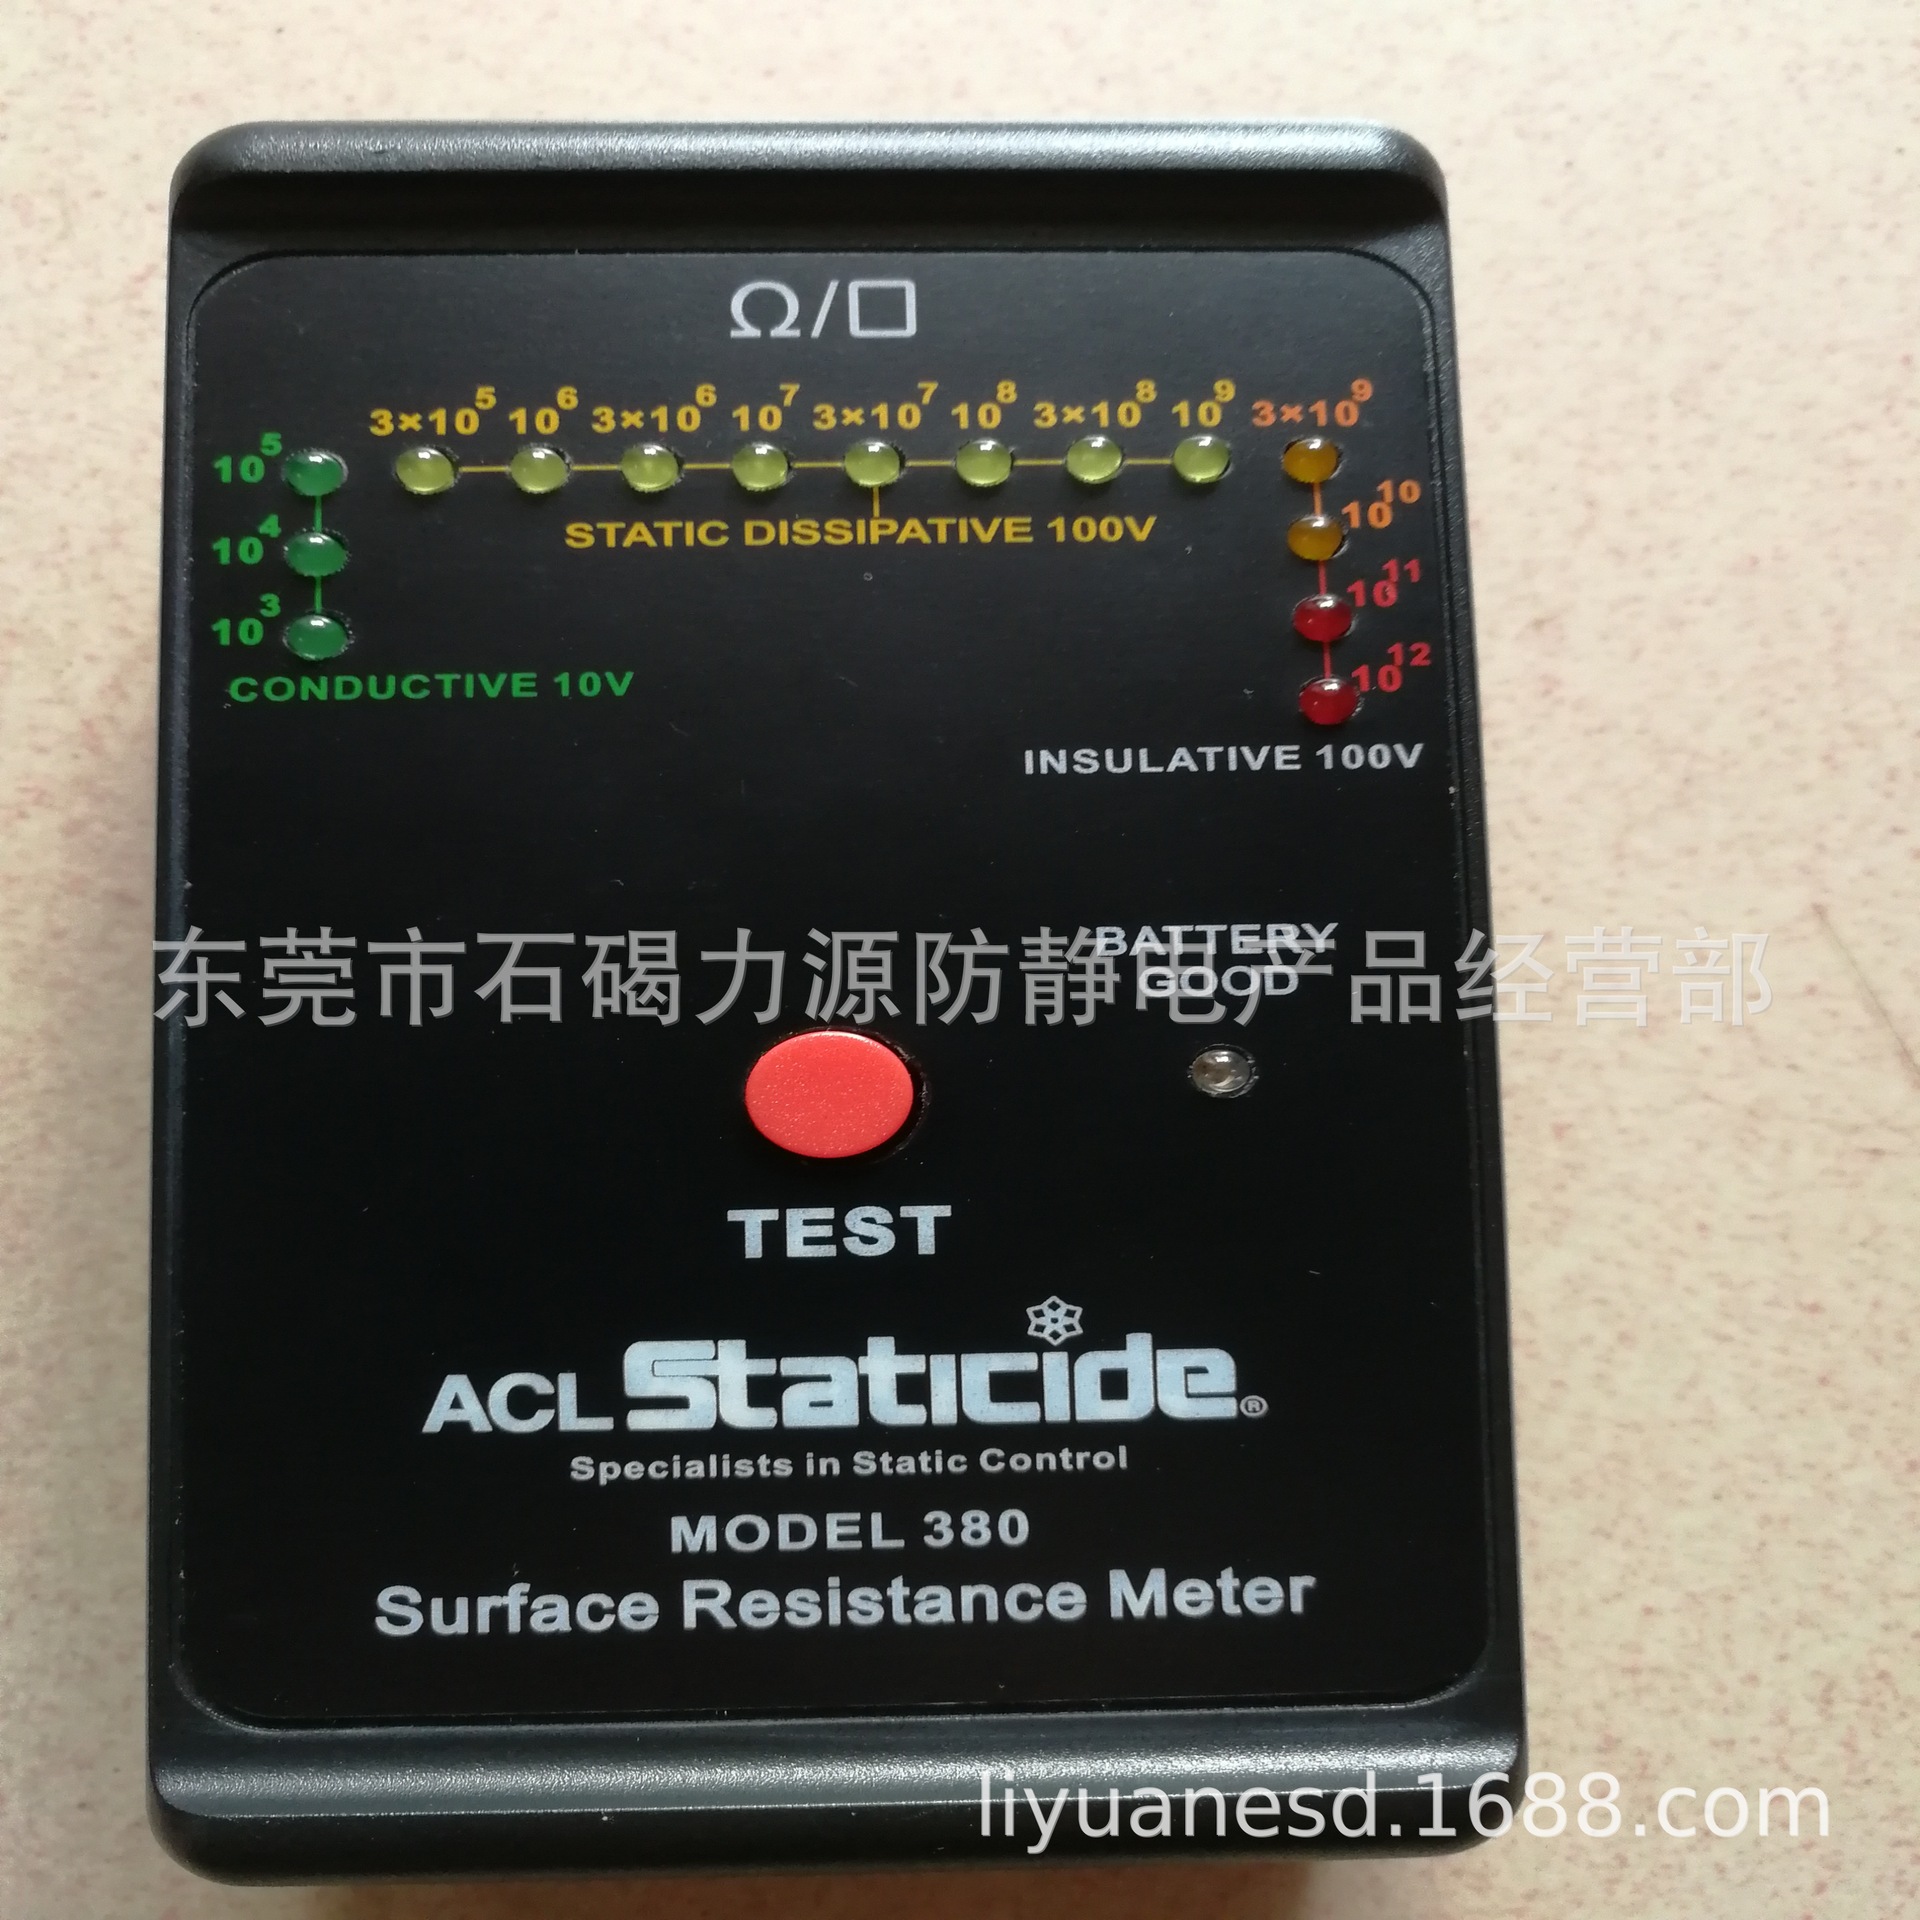 Ω/□
3×10⁵ 10⁶ 3×10⁶ 10⁷ 3×10⁷ 10⁸ 3×10⁸ 10⁹ 3×10⁹
10⁵
10⁴
10³
CONDUCTIVE 10V
STATIC DISSIPATIVE 100V
10¹⁰
10¹¹
10¹²
INSULATIVE 100V
东莞市石碣力源防静电产品经营部
BATTERY
GOOD
TEST
ACL Staticide®
Specialists in Static Control
MODEL 380
Surface Resistance Meter
liyuanesd.1688.com